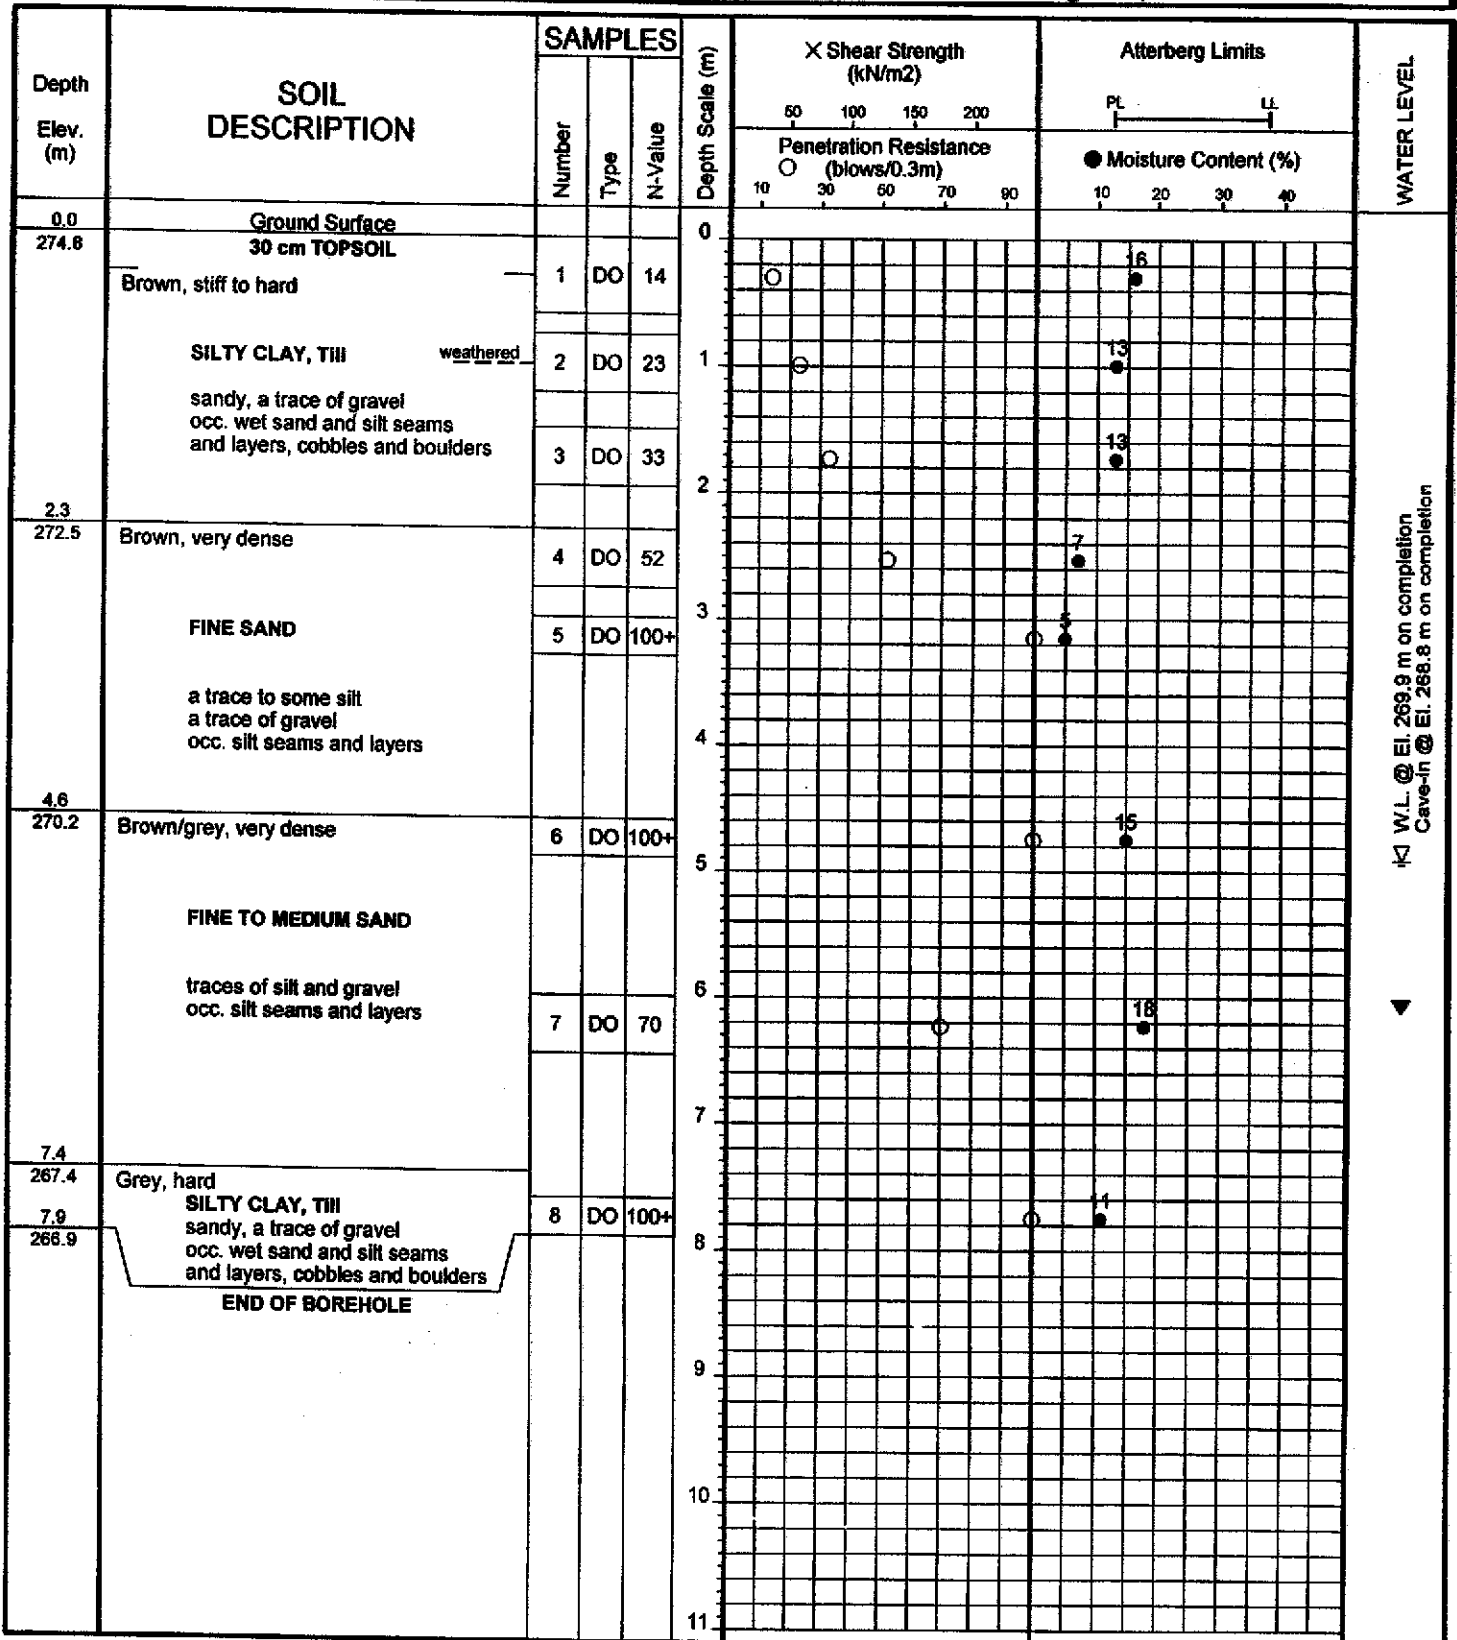 SAMPLES
Depth
Elev.
(m)
SOIL
DESCRIPTION
Number
Type
N-Value
Depth Scale (m)
X Shear Strength
(kN/m2)
50 100 150 200
Penetration Resistance
(blows/0.3m)
10 30 50 70 90
Atterberg Limits
PL LL
Moisture Content (%)
10 20 30 40
WATER LEVEL
0.0
274.8
Ground Surface
30 cm TOPSOIL
0
Brown, stiff to hard
1 DO 14
16
SILTY CLAY, Till
weathered
2 DO 23
1
13
sandy, a trace of gravel
occ. wet sand and silt seams
and layers, cobbles and boulders
3 DO 33
13
2
2.3
272.5
Brown, very dense
4 DO 52
7
3
FINE SAND
5 DO 100+
5
a trace to some silt
a trace of gravel
occ. silt seams and layers
4
4.6
270.2
Brown/grey, very dense
6 DO 100+
15
5
FINE TO MEDIUM SAND
traces of silt and gravel
occ. silt seams and layers
6
7 DO 70
18
7
7.4
267.4
Grey, hard
SILTY CLAY, Till
7.9
266.9
sandy, a trace of gravel
occ. wet sand and silt seams
and layers, cobbles and boulders
8 DO 100+
11
8
END OF BOREHOLE
9
10
11
W.L. @ El. 269.9 m on completion
Cave-in @ El. 268.8 m on completion